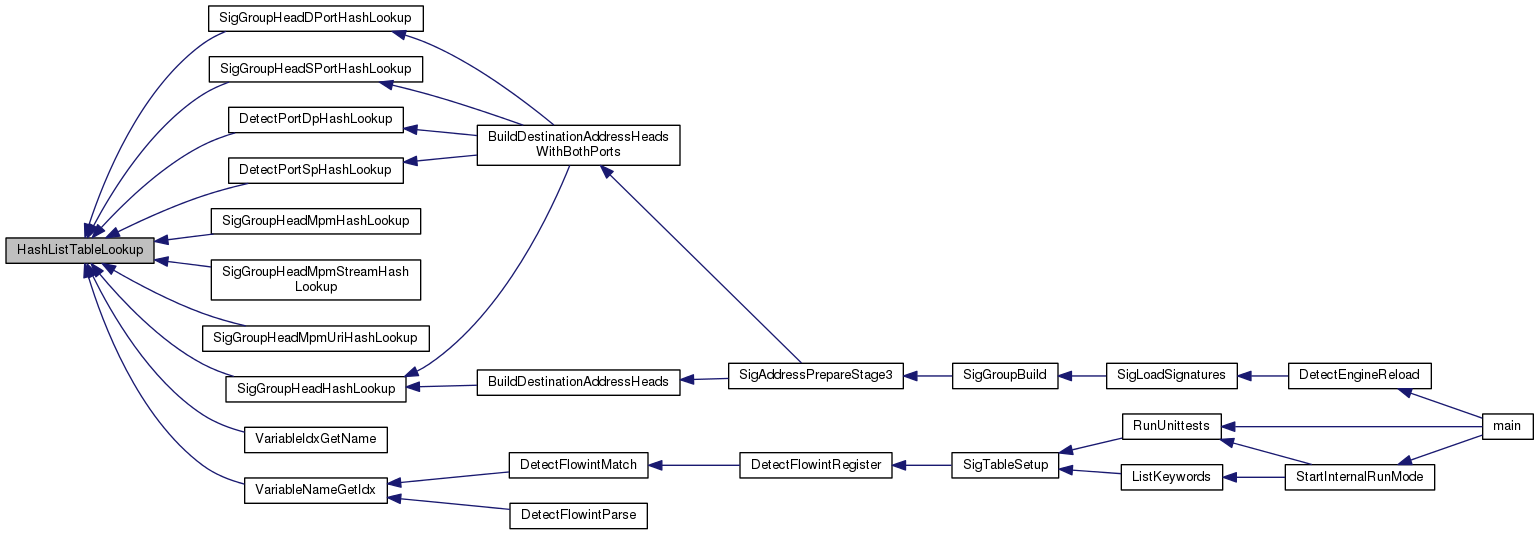 SigGroupHeadDPortHashLookup
SigGroupHeadSPortHashLookup
DetectPortDpHashLookup
DetectPortSpHashLookup
SigGroupHeadMpmHashLookup
HashListTableLookup
SigGroupHeadMpmStreamHash
Lookup
SigGroupHeadMpmUriHashLookup
SigGroupHeadHashLookup
VariableIdxGetName
VariableNameGetIdx
BuildDestinationAddressHeads
WithBothPorts
BuildDestinationAddressHeads
DetectFlowintMatch
DetectFlowintParse
SigAddressPrepareStage3
DetectFlowintRegister
SigGroupBuild
SigTableSetup
SigLoadSignatures
RunUnittests
ListKeywords
DetectEngineReload
StartInternalRunMode
main